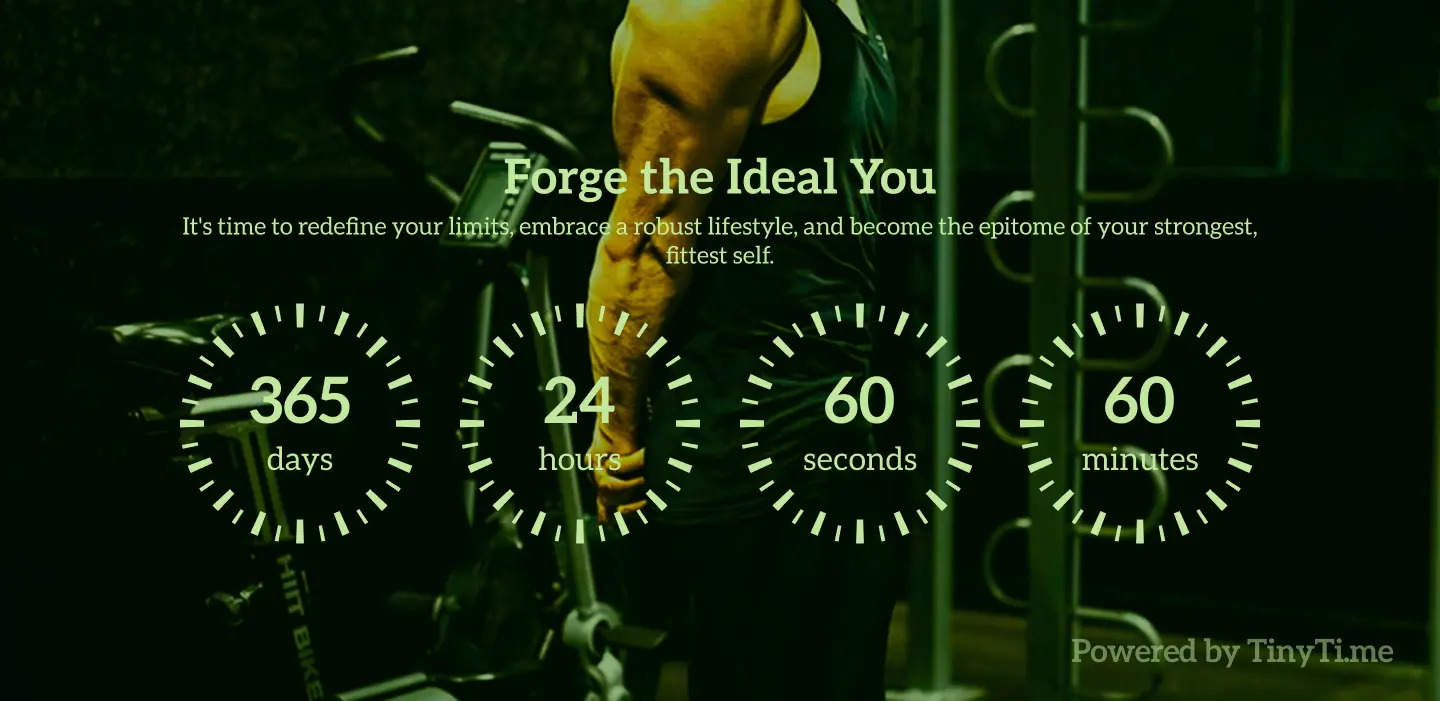 Forge the Ideal You
It's time to redefine your limits, embrace a robust lifestyle, and become the epitome of your strongest,
fittest self.
365
days
24
hours
60
seconds
60
minutes
HIIT BIKE
Powered by TinyTi.me